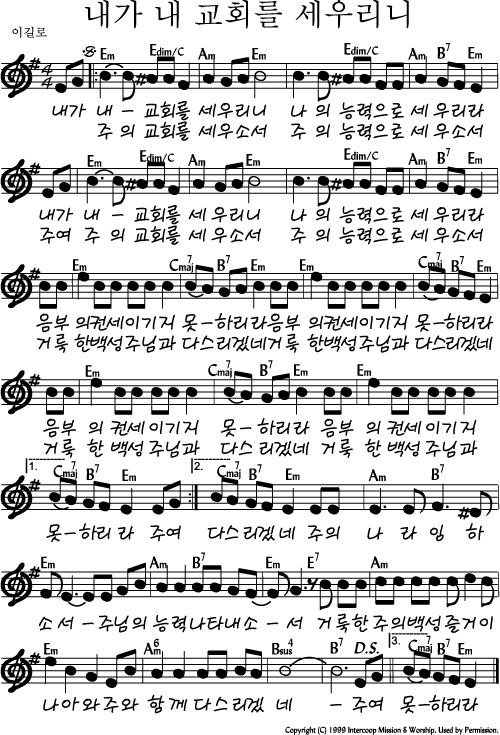 내가 내 교회를 세우리니
이길로
Em Edim/C Am Em Edim/C Am B7 Em
내가 내 - 교회를 세우리니 나 의 능력으로 세우리라
주 의 교회를 세우소서 주 의 능력으로 세우소서
Em Edim/C Am Em Edim/C Am B7 Em
내가 내 - 교회를 세우리니 나 의 능력으로 세우리라
주여 주 의 교회를 세우소서 주 의 능력으로 세우소서
Em Cmaj7 B7 Em Cmaj7 B7 Em
음부 의권세이기지 못-하리라음부 의권세이기지 못-하리라
거룩 한백성주님과 다스리겠네거룩 한백성주님과 다스리겠네
Em Cmaj7 B7 Em
음부 의 권세이기지 못-하리라 음부 의 권세이기지
거룩 한 백성주님과 다스 리겠네 거룩 한 백성주님과
1. Cmaj7 B7 Em 2. Cmaj7 B7 Em Am B7
못-하리 라 주여 다스리겠네 주의 나 라 임 하
Em Am B7 Em E7 Am
소 서 -주님의 능력나타내소 - 서 거룩한주의백성즐거이
Em Am6 Em Bsus4 B7 D.S. 3. Cmaj7 B7 Em
나아와주와 함께 다스리겠 네 - 주여 못-하리라
Copyright (C) 1999 Intercoop Mission & Worship. Used by Permission.